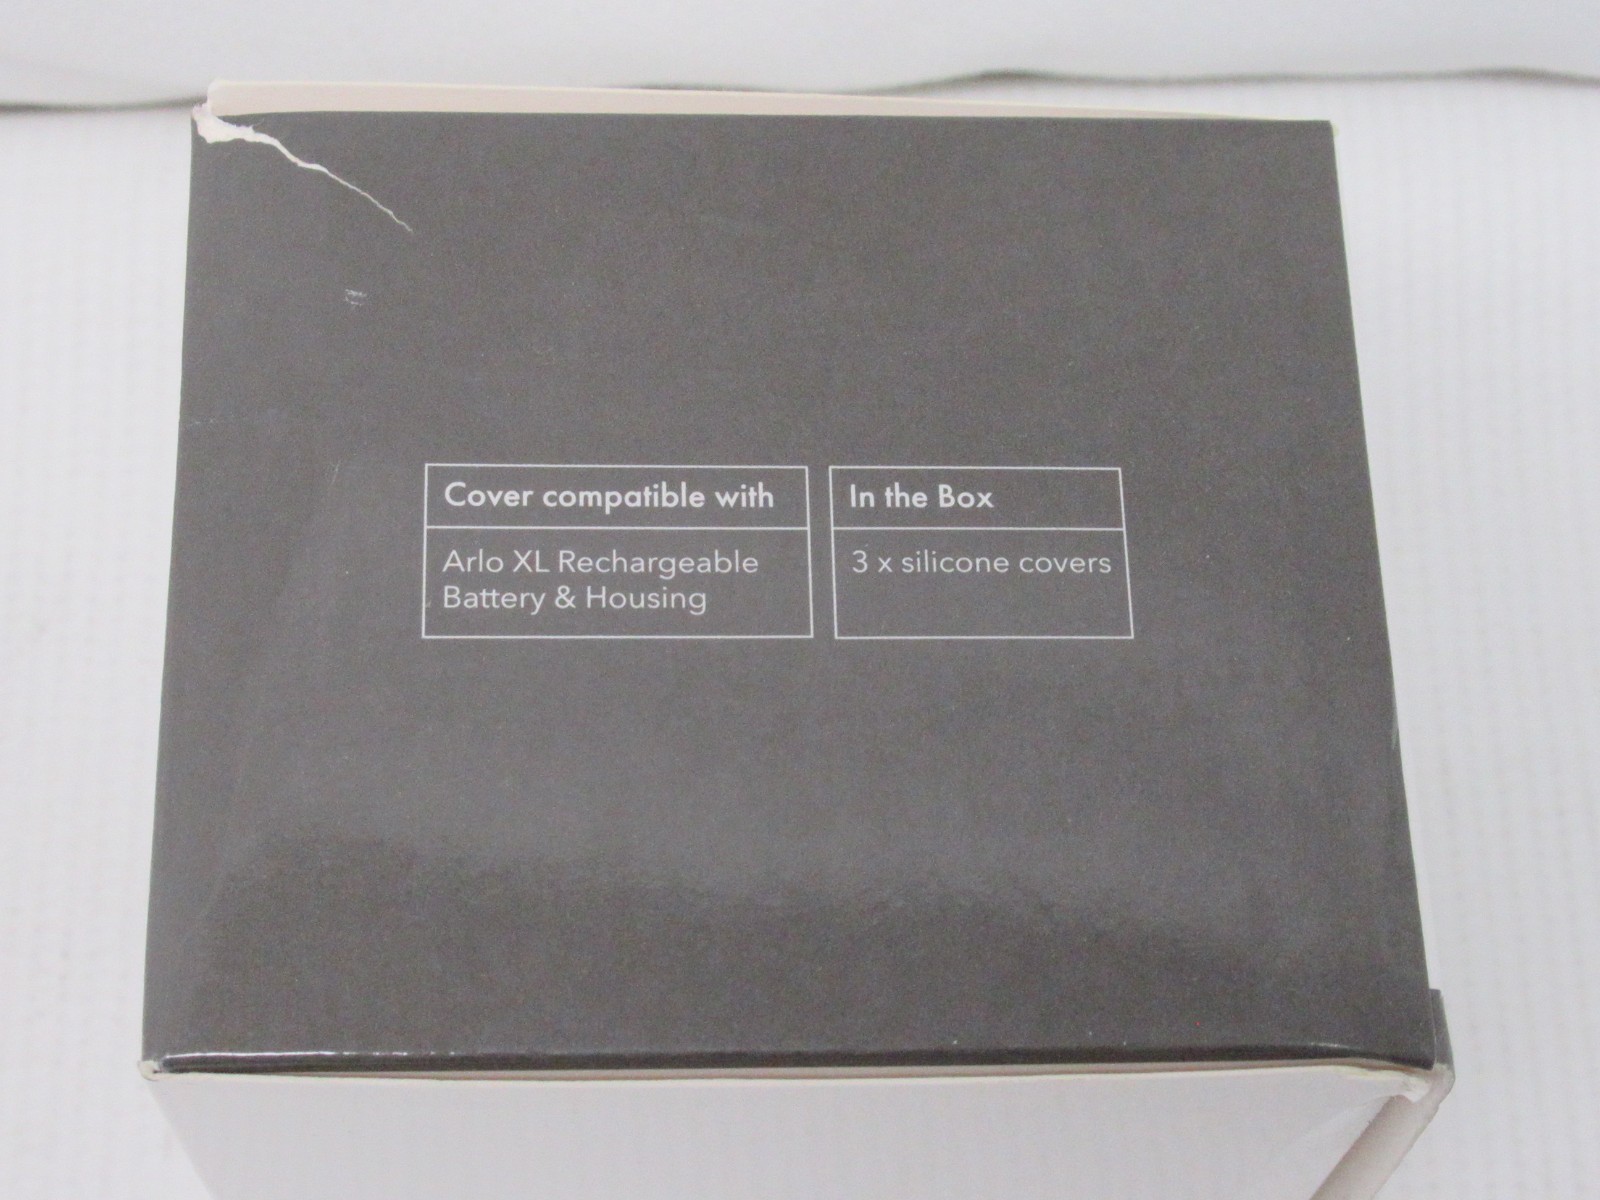 Cover compatible with
Arlo XL Rechargeable
Battery & Housing
In the Box
3 x silicone covers